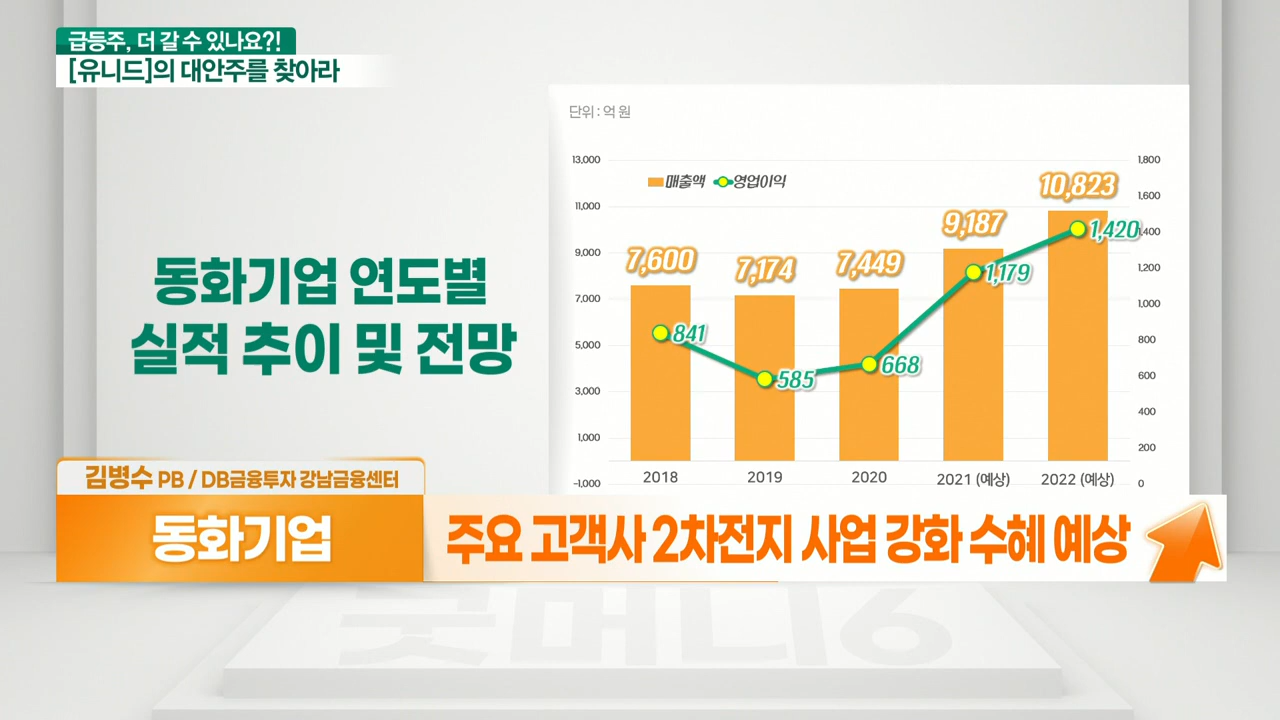 급등주, 더 갈 수 있나요?!
[유니드]의 대안주를 찾아라
동화기업 연도별
실적 추이 및 전망
단위 : 억 원
매출액 영업이익
13,000
11,000
9,000
7,000
5,000
3,000
1,000
-1,000
1,800
1,600
1,400
1,200
1,000
800
600
400
200
0
7,600
7,174
7,449
9,187
10,823
841
585
668
1,179
1,420
2018 2019 2020 2021 (예상) 2022 (예상)
김병수 PB / DB금융투자 강남금융센터
동화기업
주요 고객사 2차전지 사업 강화 수혜 예상
굿머니6